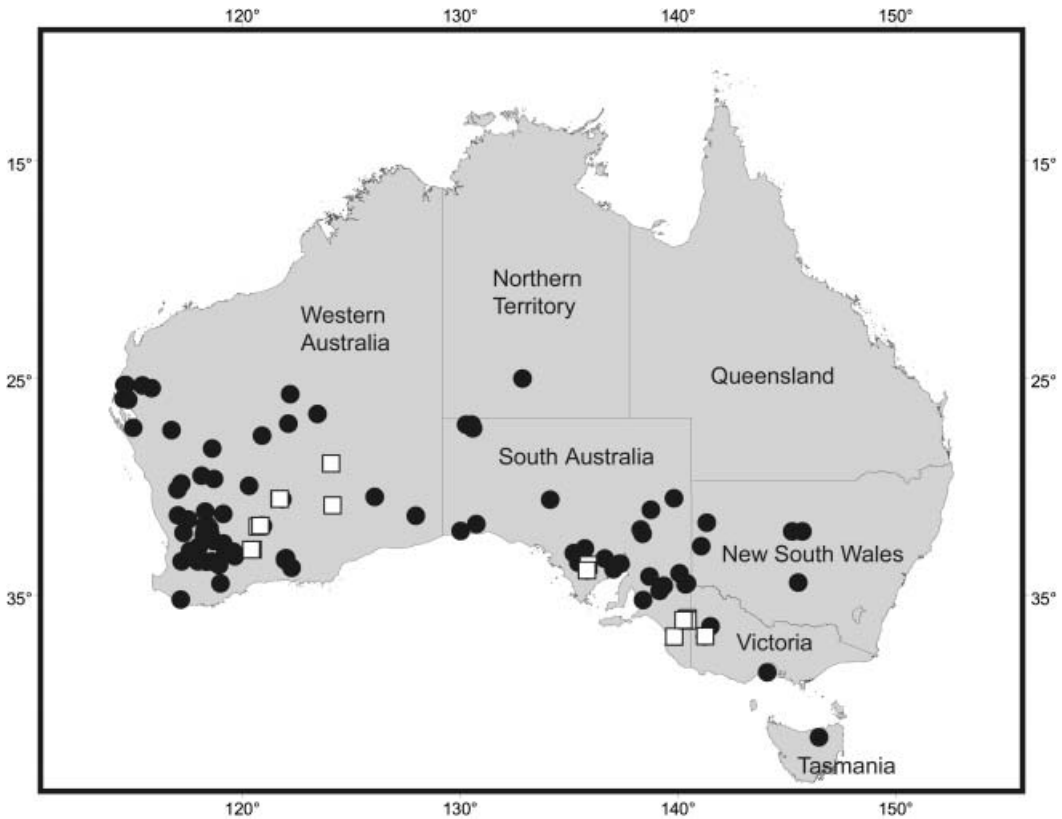 120° 130° 140° 150°
15° 15°
Northern
Territory
Western
Australia
25° Queensland 25°
South Australia
New South Wales
35° 35°
Victoria
Tasmania
120° 130° 140° 150°